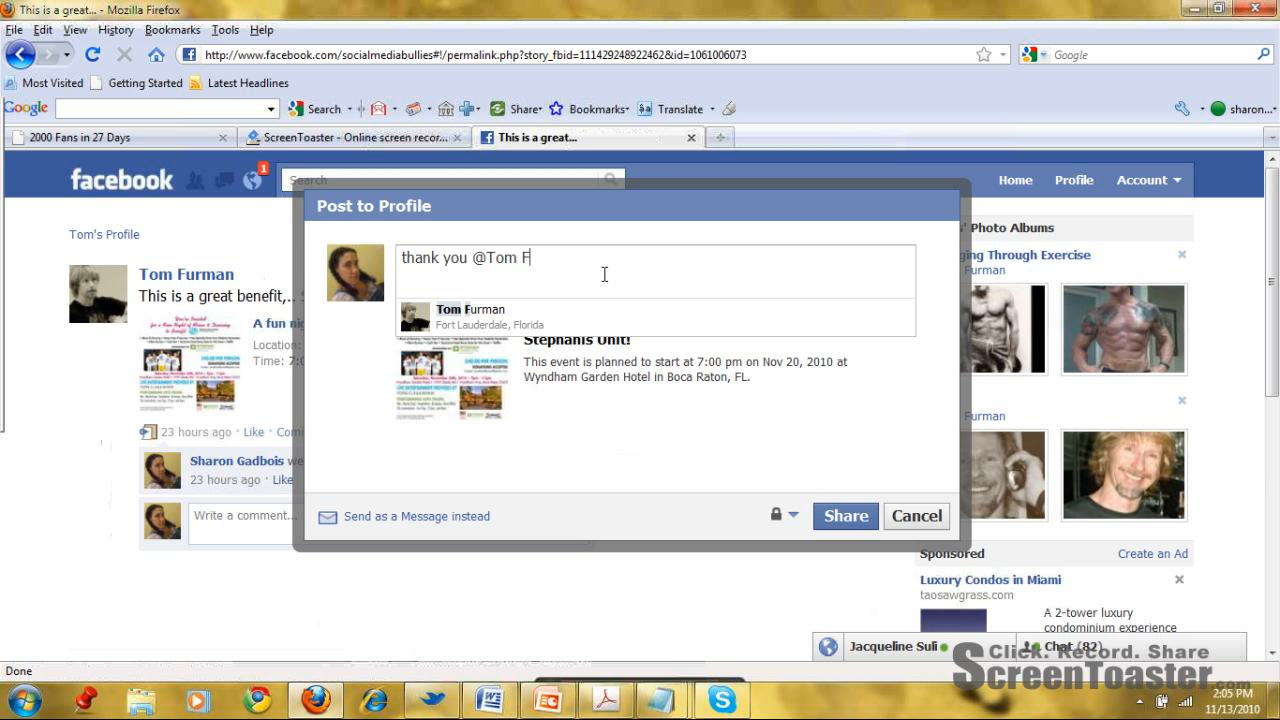 This is a great... - Mozilla Firefox
File Edit View History Bookmarks Tools Help
http://www.facebook.com/socialmediabullies#!/permalink.php?story_fbid=111429248922462&id=1061006073
Google
Most Visited Getting Started Latest Headlines
Google Search Share Bookmarks Translate sharon...
2000 Fans in 27 Days
ScreenToaster - Online screen recor...
This is a great...
facebook 1 Search Home Profile Account
Post to Profile
Tom's Profile
Tom Furman
This is a great benefit,..
A fun ni
Location:
Time: 7:0
23 hours ago · Like · Com
Sharon Gadbois we
23 hours ago · Like
Write a comment...
thank you @Tom F
Tom Furman
Fort Lauderdale, Florida
Stephanis Unit!
This event is planned to start at 7:00 pm on Nov 20, 2010 at
Wyndham Garden Hotel in Boca Raton, FL.
Send as a Message instead
Share Cancel
' Photo Albums
ging Through Exercise
Furman
Furman
Sponsored Create an Ad
Luxury Condos in Miami
taosawgrass.com
A 2-tower luxury
condominium experience
Jacqueline Suli
Chat (82)
Click. Record. Share
ScreenToaster.com
Done
2:05 PM
11/13/2010